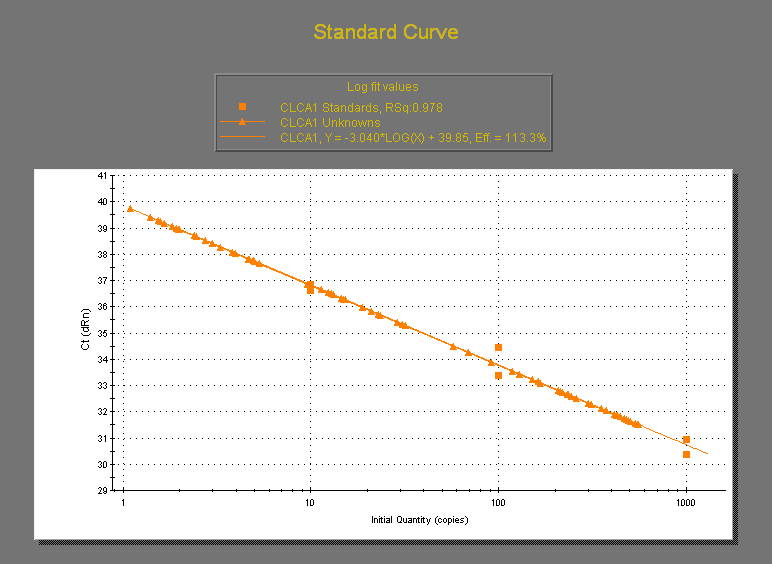 Standard Curve
Log fit values
CLCA1 Standards, RSq:0.978
CLCA1 Unknowns
CLCA1, Y = -3.040*LOG(X) + 39.85, Eff. = 113.3%
41
40
39
38
37
36
35
34
33
32
31
30
29
Ct (dRn)
1 10 100 1000
Initial Quantity (copies)